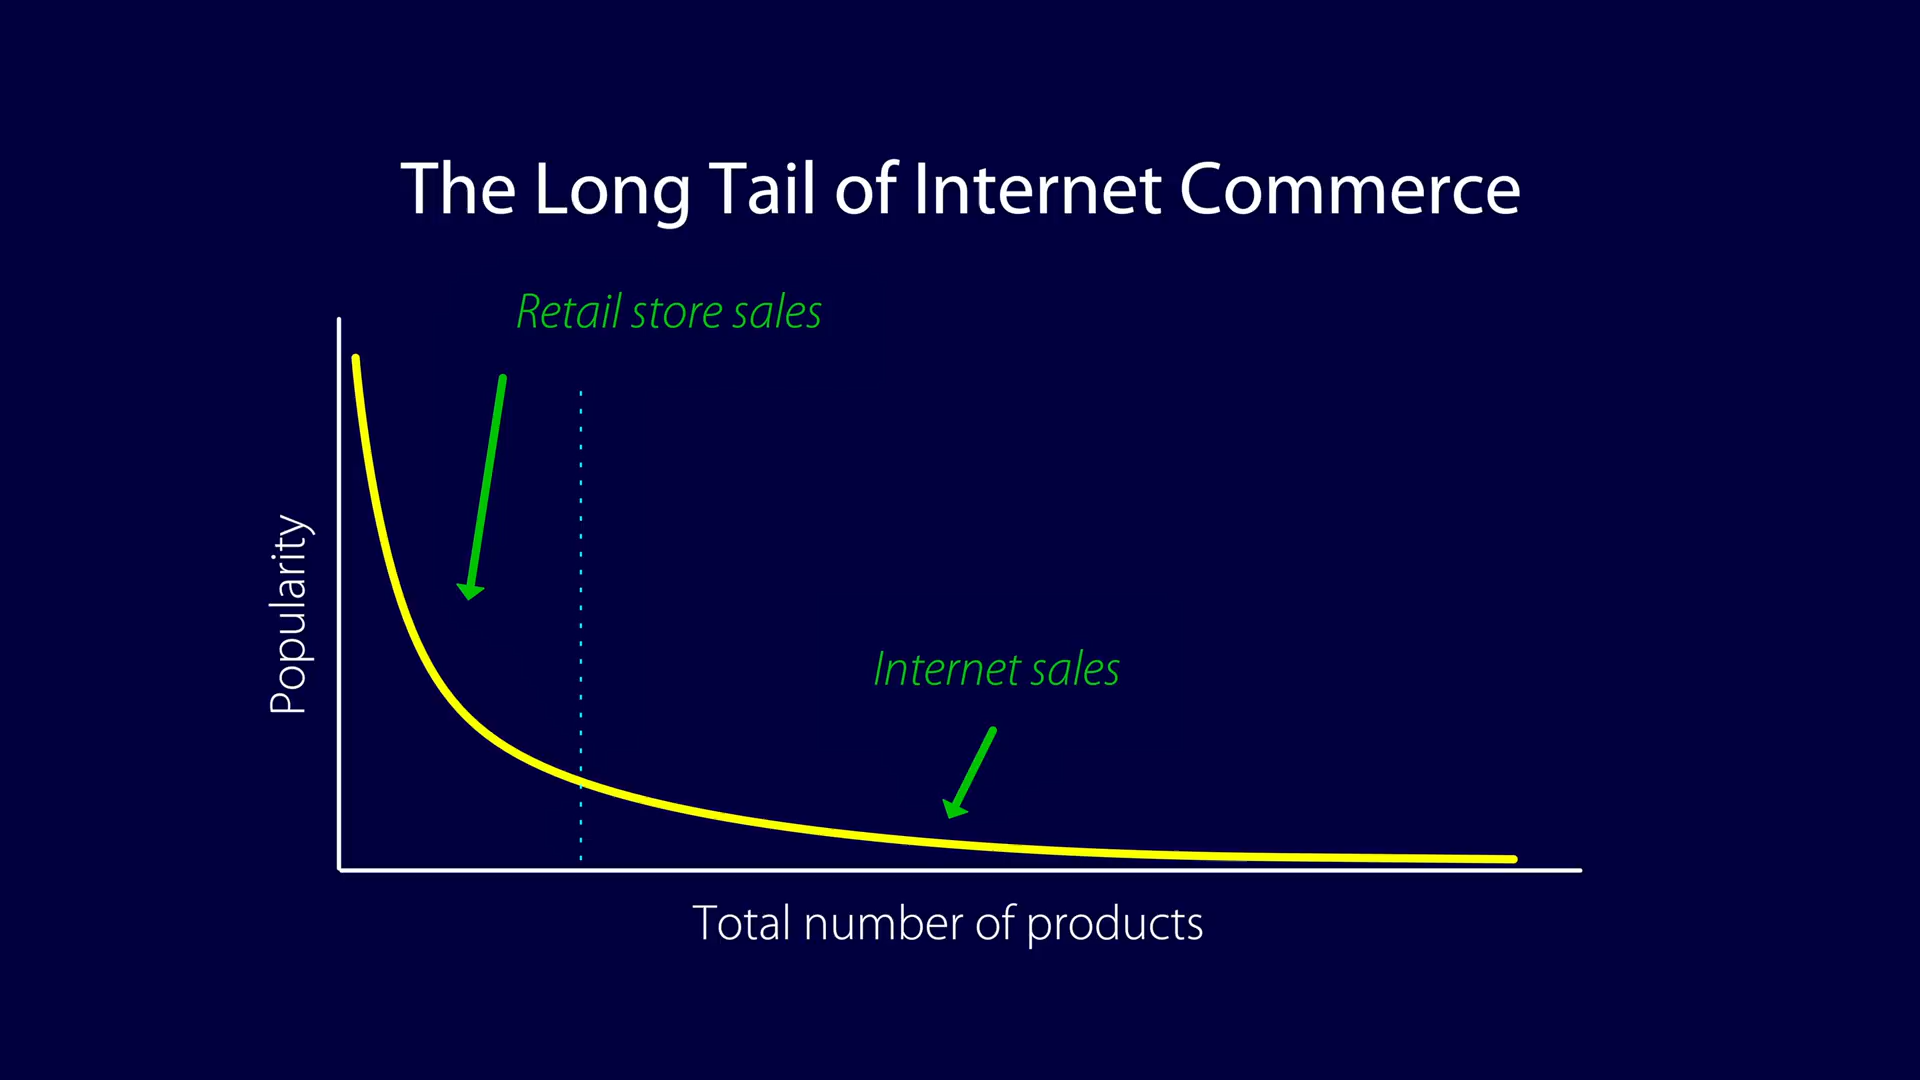 The Long Tail of Internet Commerce
Retail store sales
Popularity
Internet sales
Total number of products